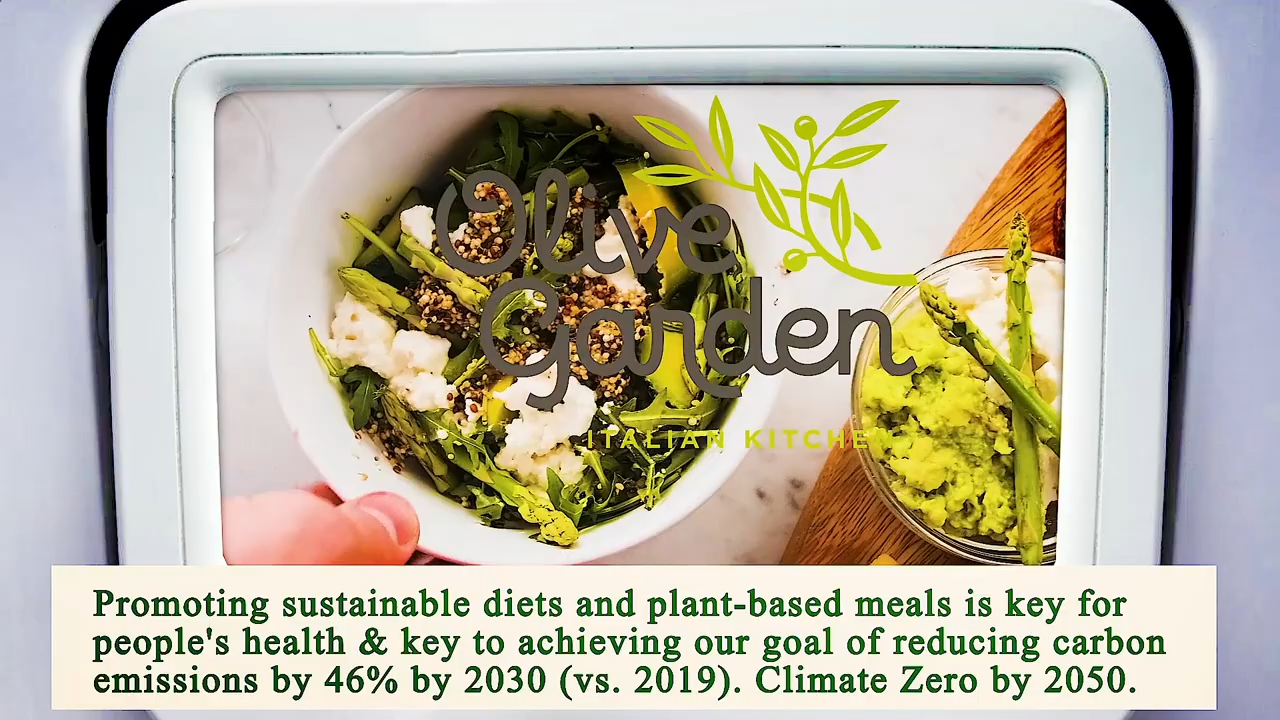 Olive
Garden
ITALIAN KITCHEN
Promoting sustainable diets and plant-based meals is key for
people's health & key to achieving our goal of reducing carbon
emissions by 46% by 2030 (vs. 2019). Climate Zero by 2050.